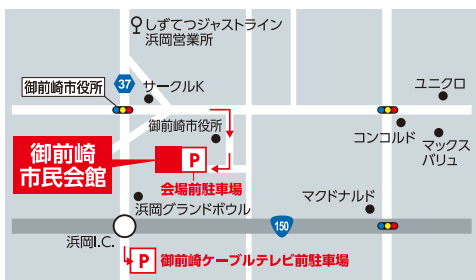 しずてつジャストライン
浜岡営業所
37
サークルK
御前崎市役所
ユニクロ
御前崎市役所
コンコルド
マックス
バリュ
御前崎
市民会館
P
会場前駐車場
マクドナルド
浜岡グランドボウル
150
浜岡I.C.
P
御前崎ケーブルテレビ前駐車場